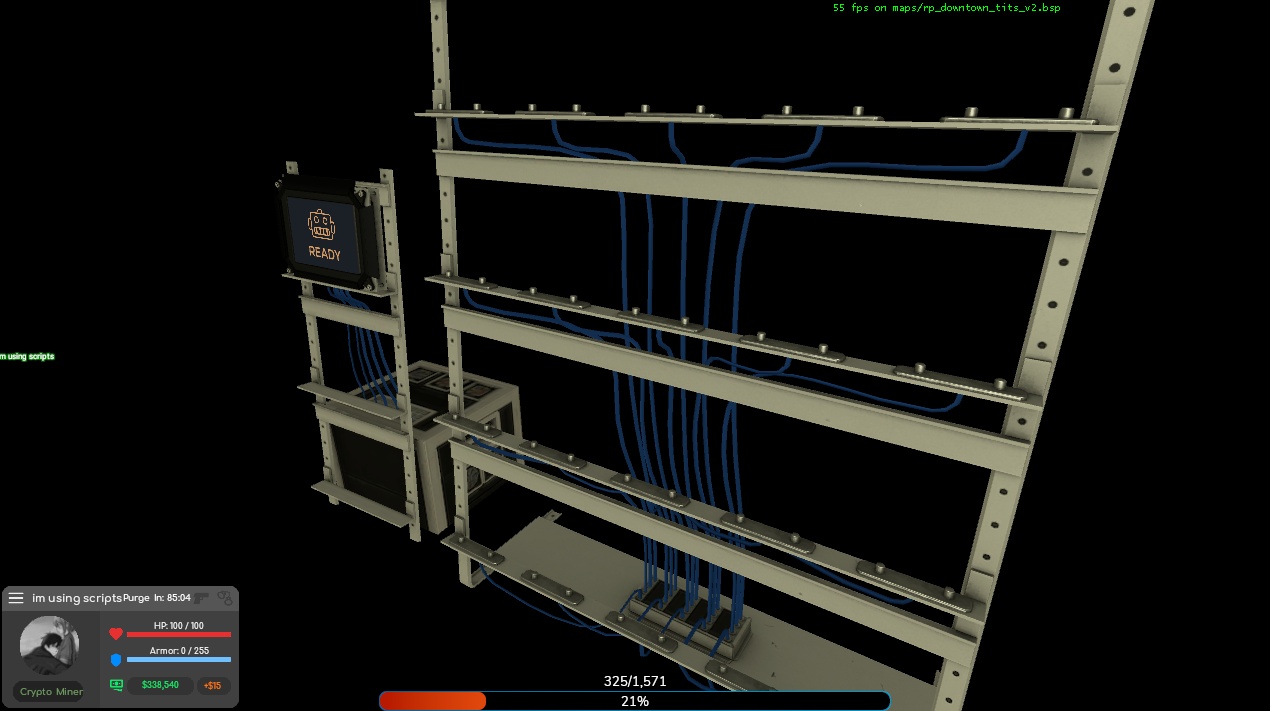 55 fps on maps/rp_downtown_tits_v2.bsp
READY
m using scripts
im using scripts Purge In: 85:04
HP: 100 / 100
Armor: 0 / 255
Crypto Miner
$338,540 +$15
325/1,571
21%